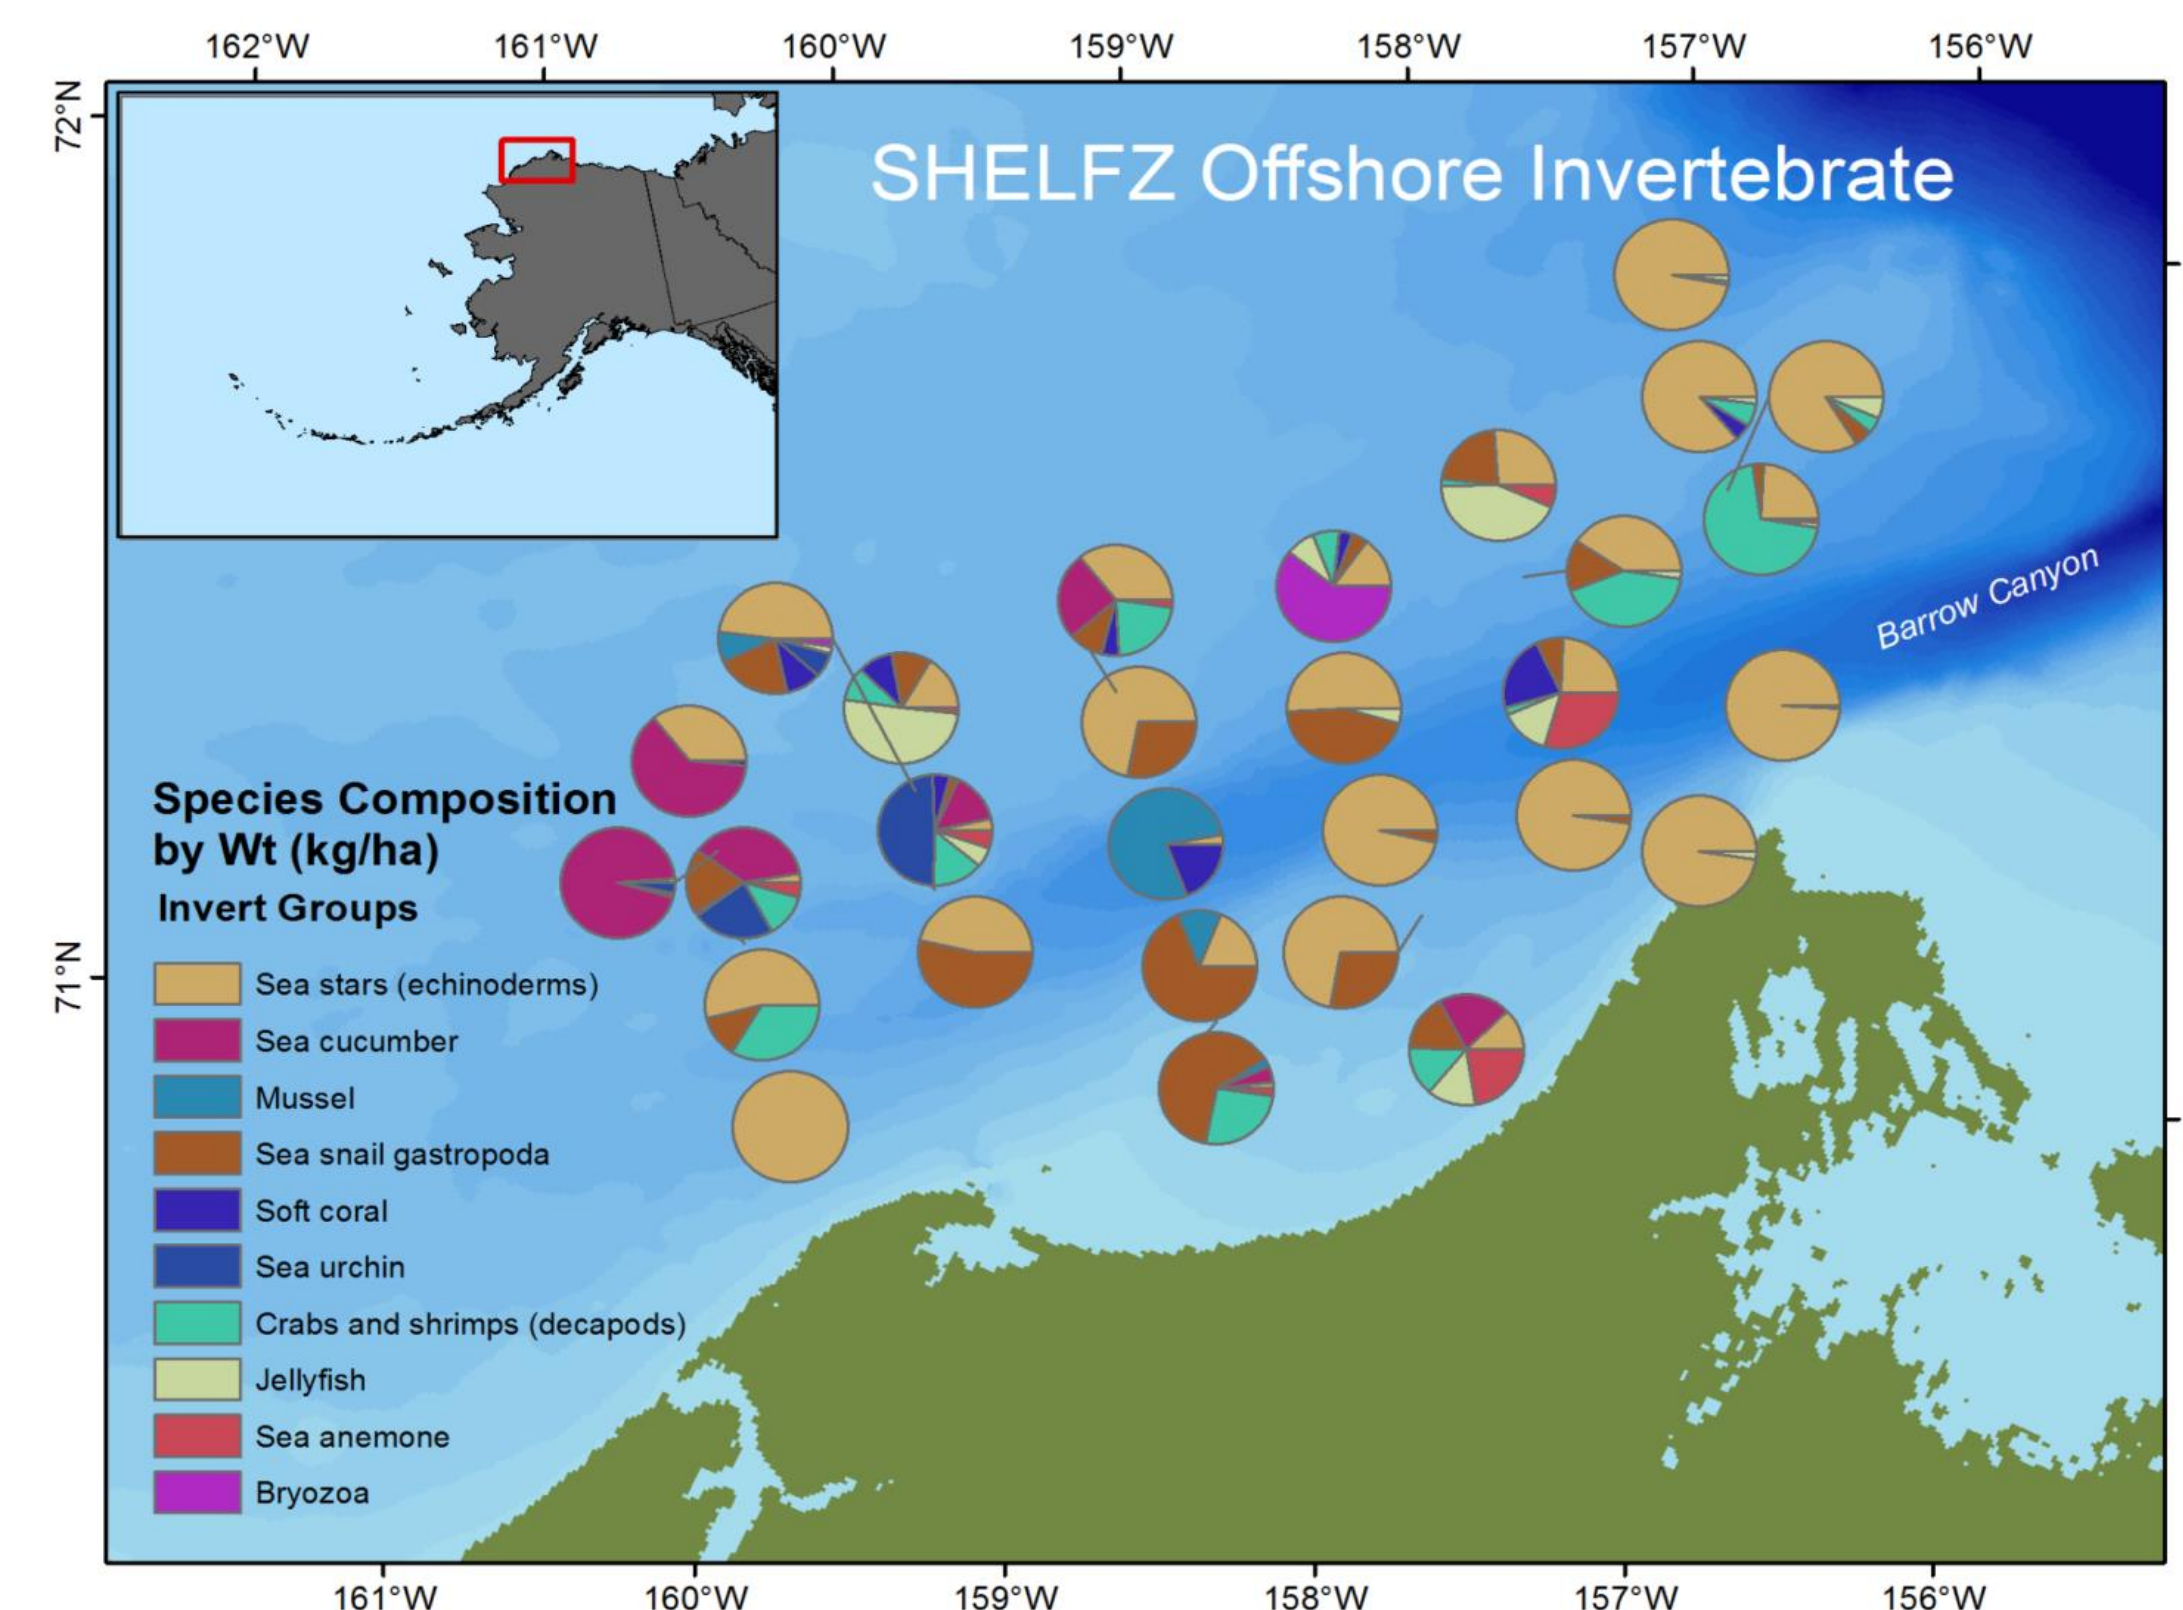 162°W 161°W 160°W 159°W 158°W 157°W 156°W
72°N
SHELFZ Offshore Invertebrate
Barrow Canyon
Species Composition
by Wt (kg/ha)
Invert Groups
71°N
Sea stars (echinoderms)
Sea cucumber
Mussel
Sea snail gastropoda
Soft coral
Sea urchin
Crabs and shrimps (decapods)
Jellyfish
Sea anemone
Bryozoa
161°W 160°W 159°W 158°W 157°W 156°W